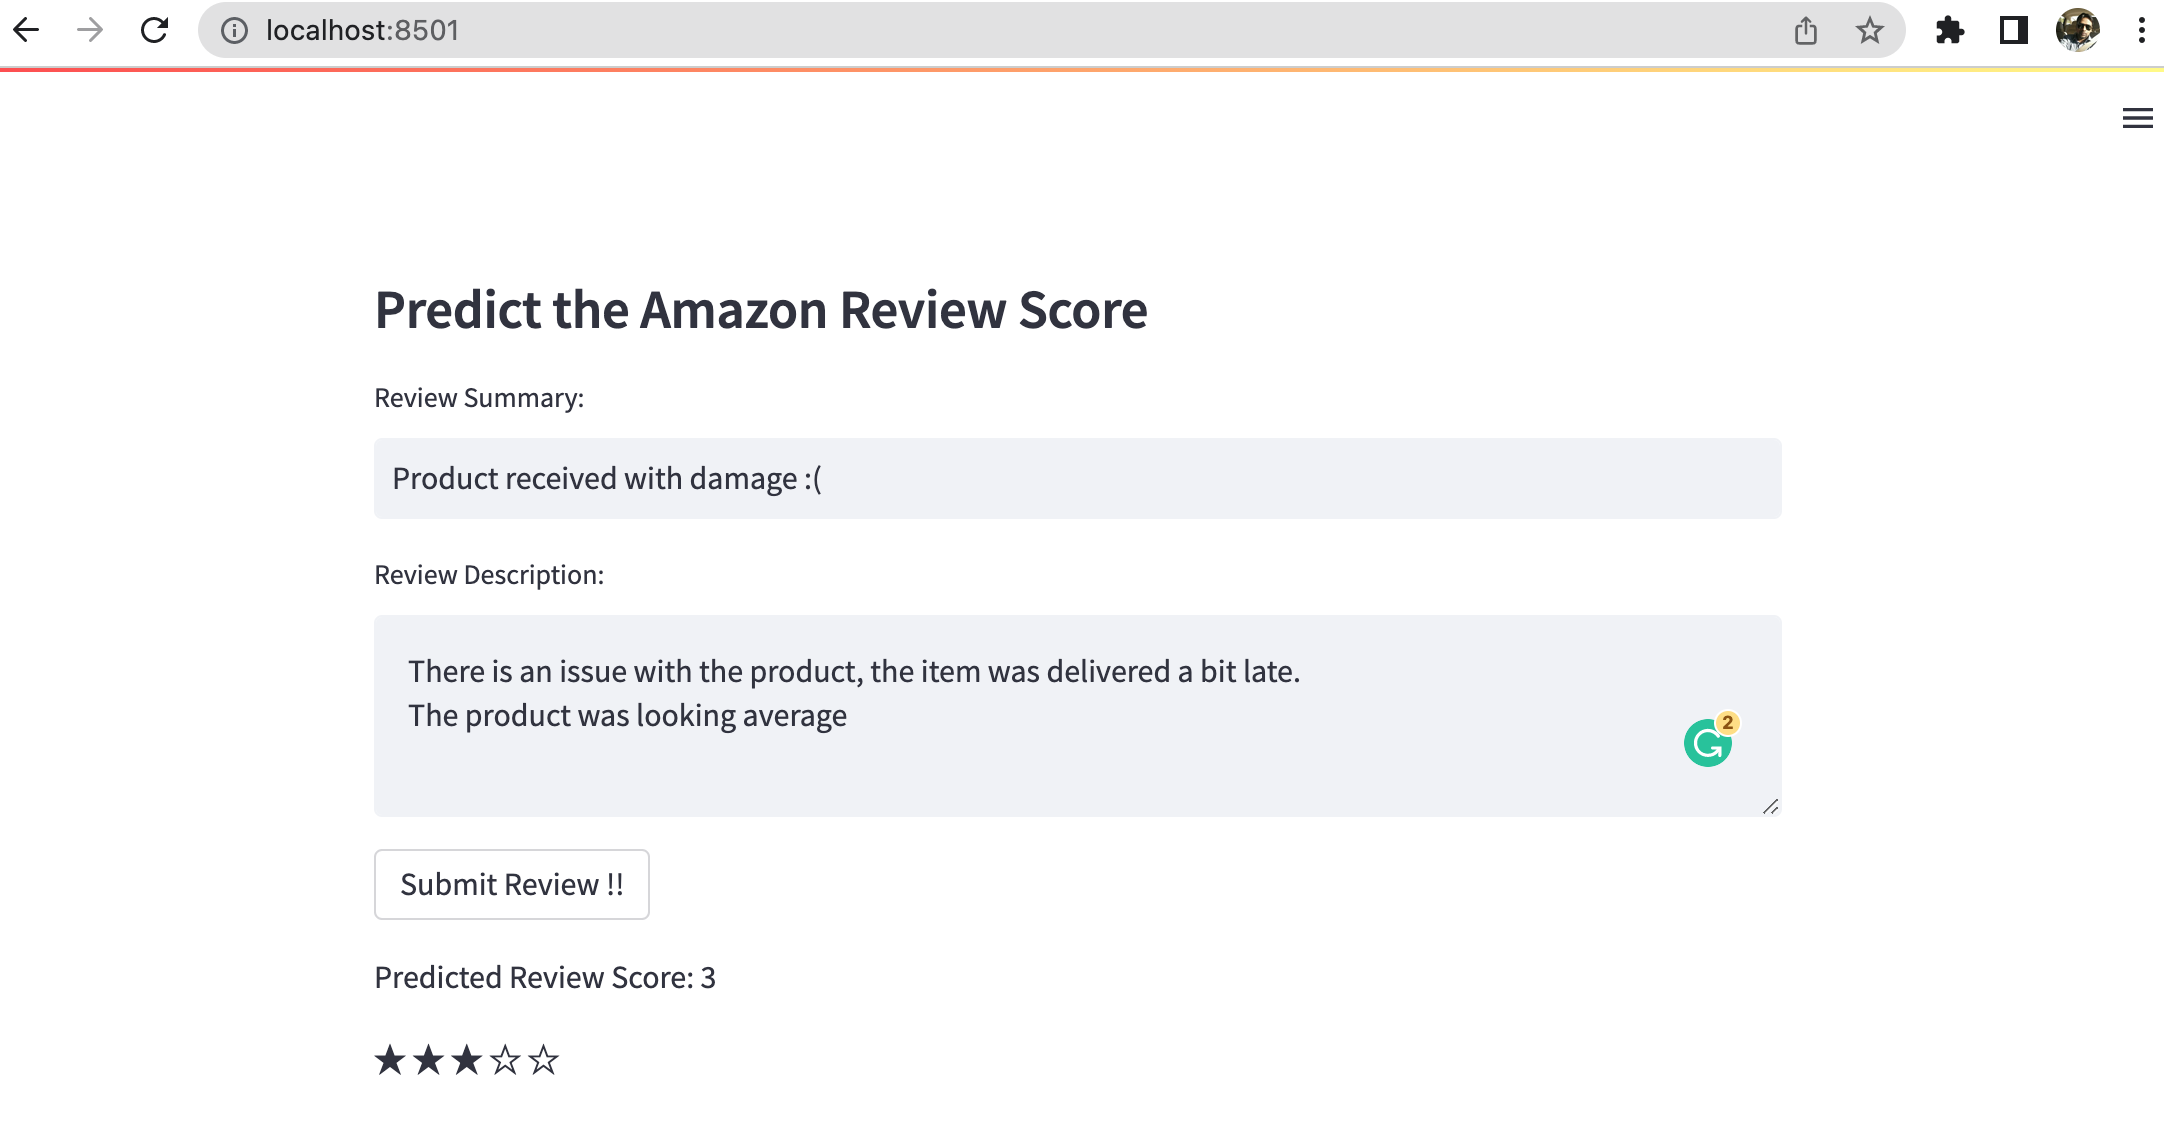 localhost:8501
Predict the Amazon Review Score
Review Summary:
Product received with damage :(
Review Description:
There is an issue with the product, the item was delivered a bit late.
The product was looking average
2
Submit Review !!
Predicted Review Score: 3
★★★☆☆